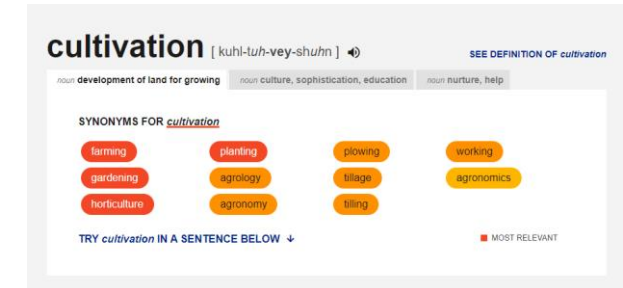 cultivation [ kuhl-tuh-vey-shuhn ]
SEE DEFINITION OF cultivation
noun development of land for growing noun culture, sophistication, education noun nurture, help
SYNONYMS FOR cultivation
farming planting plowing working
gardening agrology tillage agronomics
horticulture agronomy tilling
TRY cultivation IN A SENTENCE BELOW ↓
MOST RELEVANT